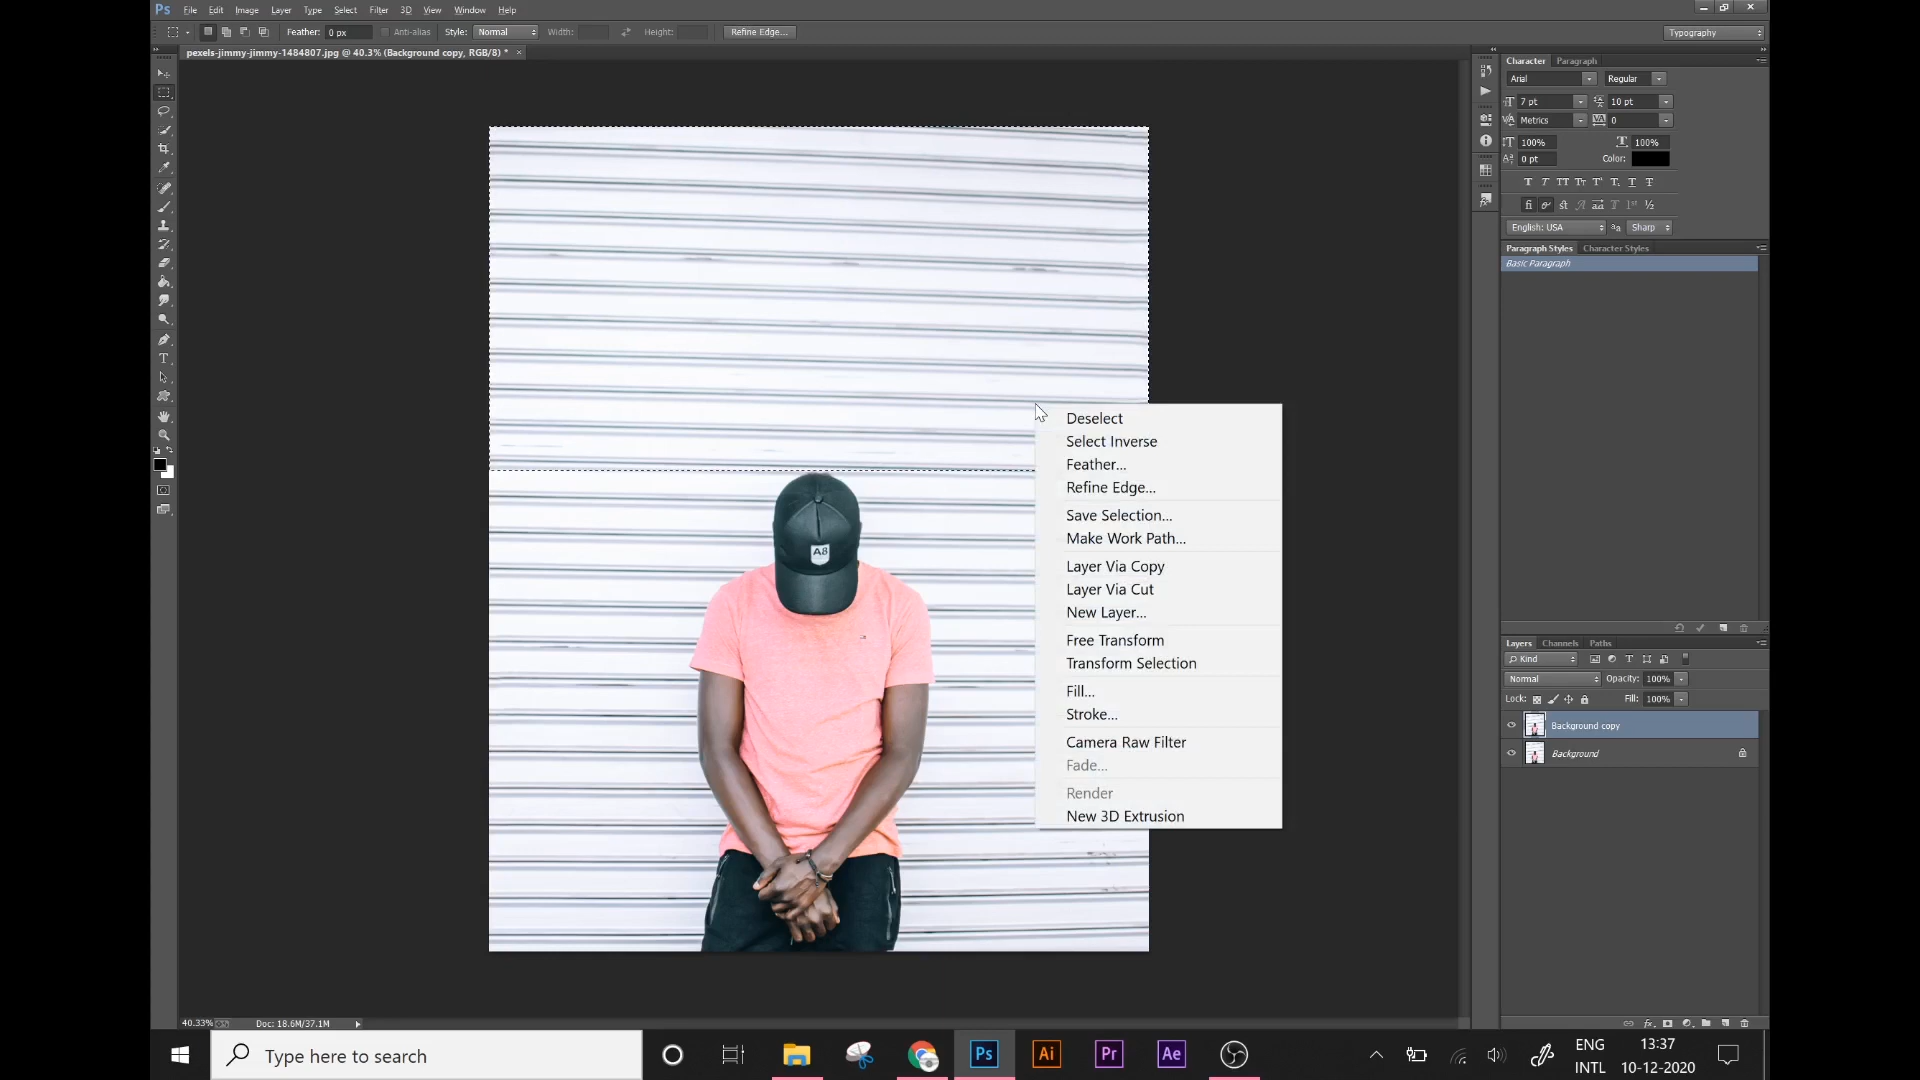 Ps File Edit Image Layer Type Select Filter 3D View Window Help
Feather: 0 px Anti-alias Style: Normal Width: Height: Refine Edge... Typography
pexels-jimmy-jimmy-1484807.jpg @ 40.3% (Background copy, RGB/8) * ×
Character Paragraph
Arial Regular
7 pt 10 pt
Metrics 0
100% 100%
0 pt Color:
English: USA aa Sharp
Paragraph Styles Character Styles
Basic Paragraph
Deselect
Select Inverse
Feather...
Refine Edge...
Save Selection...
Make Work Path...
Layer Via Copy
Layer Via Cut
New Layer...
Free Transform
Transform Selection
Fill...
Stroke...
Camera Raw Filter
Fade...
Render
New 3D Extrusion
A8
Layers Channels Paths
Kind
Normal Opacity: 100%
Lock: Fill: 100%
Background copy
Background
40.33% Doc: 18.6M/37.1M
Type here to search
Ps Ai Pr Ae
ENG 13:37
INTL 10-12-2020